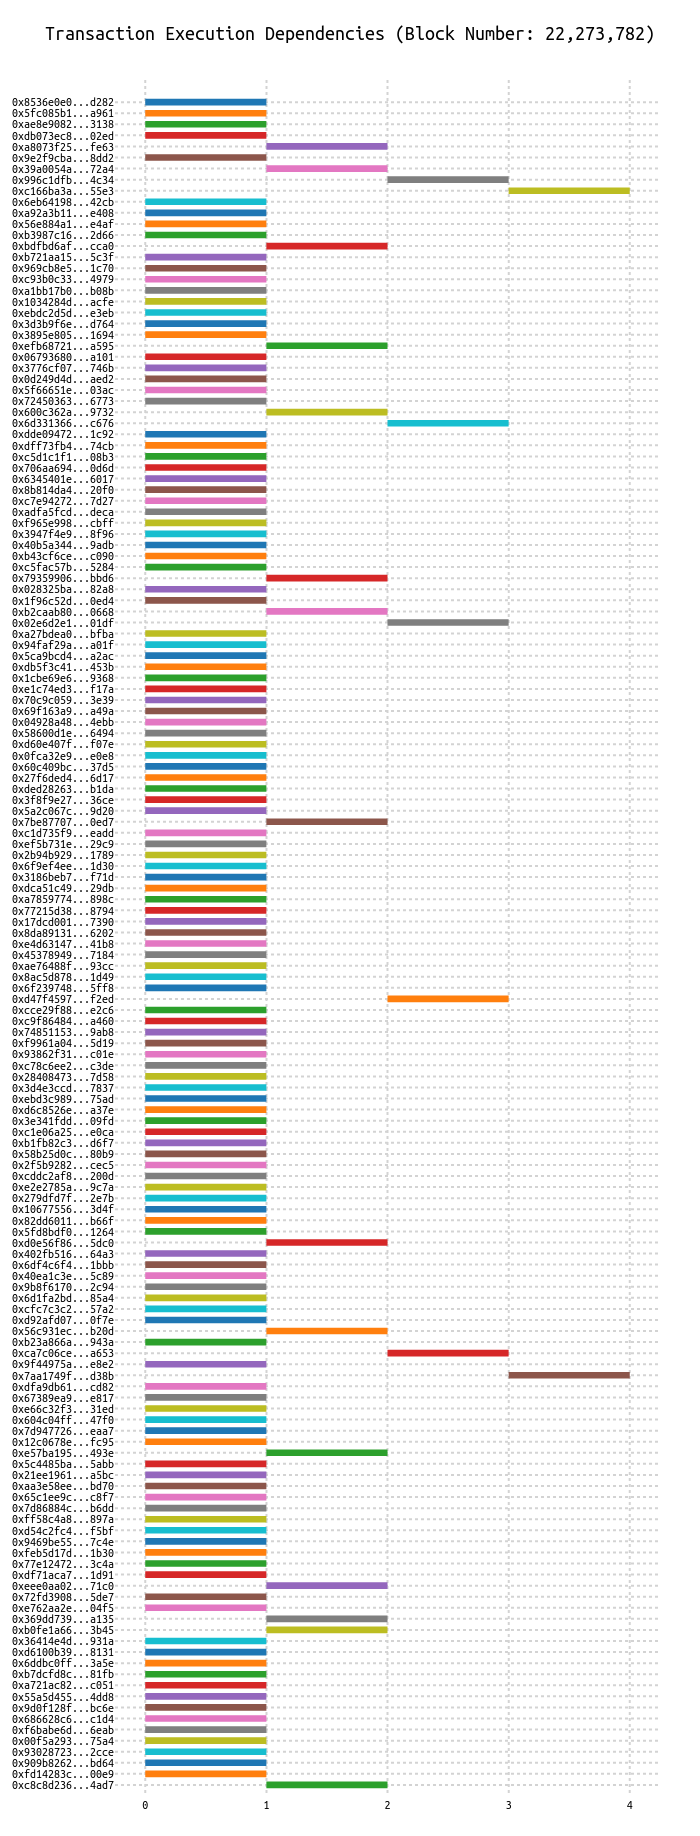 Transaction Execution Dependencies (Block Number: 22,273,782)
0x8536e0e0...d282
0x5fc085b1...a961
0xae8e9082...3138
0xdb073ec8...02ed
0xa8073f25...fe63
0x9e2f9cba...8dd2
0x39a0054a...72a4
0x996c1dfb...4c34
0xc166ba3a...55e3
0x6eb64198...42cb
0xa92a3b11...e408
0x56e884a1...e4af
0xb3987c16...2d66
0xbdfbd6af...cca0
0xb721aa15...5c3f
0x969cb8e5...1c70
0xc93b0c33...4979
0xa1bb17b0...b08b
0x1034284d...acfe
0xebdc2d5d...e3eb
0x3d3b9f6e...d764
0x3895e805...1694
0xefb68721...a595
0x06793680...a101
0x3776cf07...746b
0x0d249d4d...aed2
0x5f66651e...03ac
0x72450363...6773
0x600c362a...9732
0x6d331366...c676
0xdde09472...1c92
0xdff73fb4...74cb
0xc5d1c1f1...08b3
0x706aa694...0d6d
0x6345401e...6017
0x8b814da4...20f0
0xc7e94272...7d27
0xadfa5fcd...deca
0xf965e998...cbff
0x3947f4e9...8f96
0x40b5a344...9adb
0xb43cf6ce...c090
0xc5fac57b...5284
0x79359906...bbd6
0x028325ba...82a8
0x1f96c52d...0ed4
0xb2caab80...0668
0x02e6d2e1...01df
0xa27bdea0...bfba
0x94faf29a...a01f
0x5ca9bcd4...a2ac
0xdb5f3c41...453b
0x1cbe69e6...9368
0xe1c74ed3...f17a
0x70c9c059...3e39
0x69f163a9...a49a
0x04928a48...4ebb
0x58600d1e...6494
0xd60e407f...f07e
0x0fca32e9...e0e8
0x60c409bc...37d5
0x27f6ded4...6d17
0xded28263...b1da
0x3f8f9e27...36ce
0x5a2c067c...9d20
0x7be87707...0ed7
0xc1d735f9...eadd
0xef5b731e...29c9
0x2b94b929...1789
0x6f9ef4ee...1d30
0x3186beb7...f71d
0xdca51c49...29db
0xa7859774...898c
0x77215d38...8794
0x17dcd001...7390
0x8da89131...6202
0xe4d63147...41b8
0x45378949...7184
0xae76488f...93cc
0x8ac5d878...1d49
0x6f239748...5ff8
0xd47f4597...f2ed
0xcce29f88...e2c6
0xc9f86484...a460
0x74851153...9ab8
0xf9961a04...5d19
0x93862f31...c01e
0xc78c6ee2...c3de
0x28408473...7d58
0x3d4e3ccd...7837
0xebd3c989...75ad
0xd6c8526e...a37e
0x3e341fdd...09fd
0xc1e06a25...e0ca
0xb1fb82c3...d6f7
0x58b25d0c...80b9
0x2f5b9282...cec5
0xcddc2af8...200d
0xe2e2785a...9c7a
0x279dfd7f...2e7b
0x10677556...3d4f
0x82dd6011...b66f
0x5fd8bdf0...1264
0xd0e56f86...5dc0
0x402fb516...64a3
0x6df4c6f4...1bbb
0x40ea1c3e...5c89
0x9b8f6170...2c94
0x6d1fa2bd...85a4
0xcfc7c3c2...57a2
0xd92afd07...0f7e
0x56c931ec...b20d
0xb23a866a...943a
0xca7c06ce...a653
0x9f44975a...e8e2
0x7aa1749f...d38b
0xdfa9db61...cd82
0x67389ea9...e817
0xe66c32f3...31ed
0x604c04ff...47f0
0x7d947726...eaa7
0x12c0678e...fc95
0xe57ba195...493e
0x5c4485ba...5abb
0x21ee1961...a5bc
0xaa3e58ee...bd70
0x65c1ee9c...c8f7
0x7d86884c...b6dd
0xff58c4a8...897a
0xd54c2fc4...f5bf
0x9469be55...7c4e
0xfeb5d17d...1b30
0x77e12472...3c4a
0xdf71aca7...1d91
0xeee0aa02...71c0
0x72fd3908...5de7
0xe762aa2e...04f5
0x369dd739...a135
0xb0fe1a66...3b45
0x36414e4d...931a
0xd6100b39...8131
0x6ddbc0ff...3a5e
0xb7dcfd8c...81fb
0xa721ac82...c051
0x55a5d455...4dd8
0x9d0f128f...bc6e
0x686628c6...c1d4
0xf6babe6d...6eab
0x00f5a293...75a4
0x93028723...2cce
0x909b8262...bd64
0xfd14283c...00e9
0xc8c8d236...4ad7
0 1 2 3 4